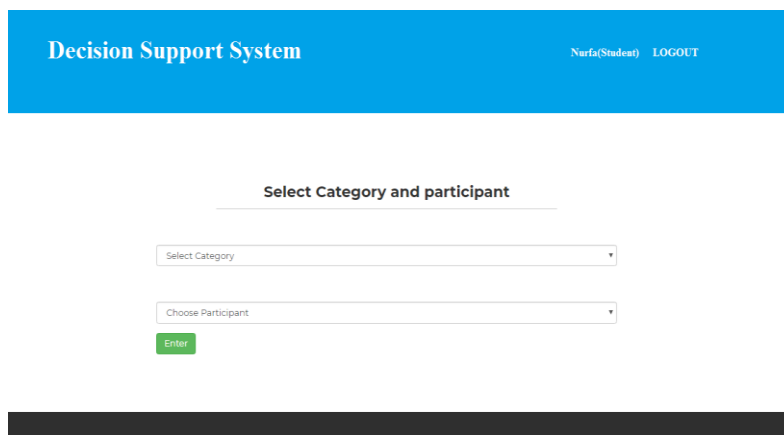 Decision Support System
Nurfa(Student) LOGOUT
Select Category and participant
Select Category
Choose Participant
Enter